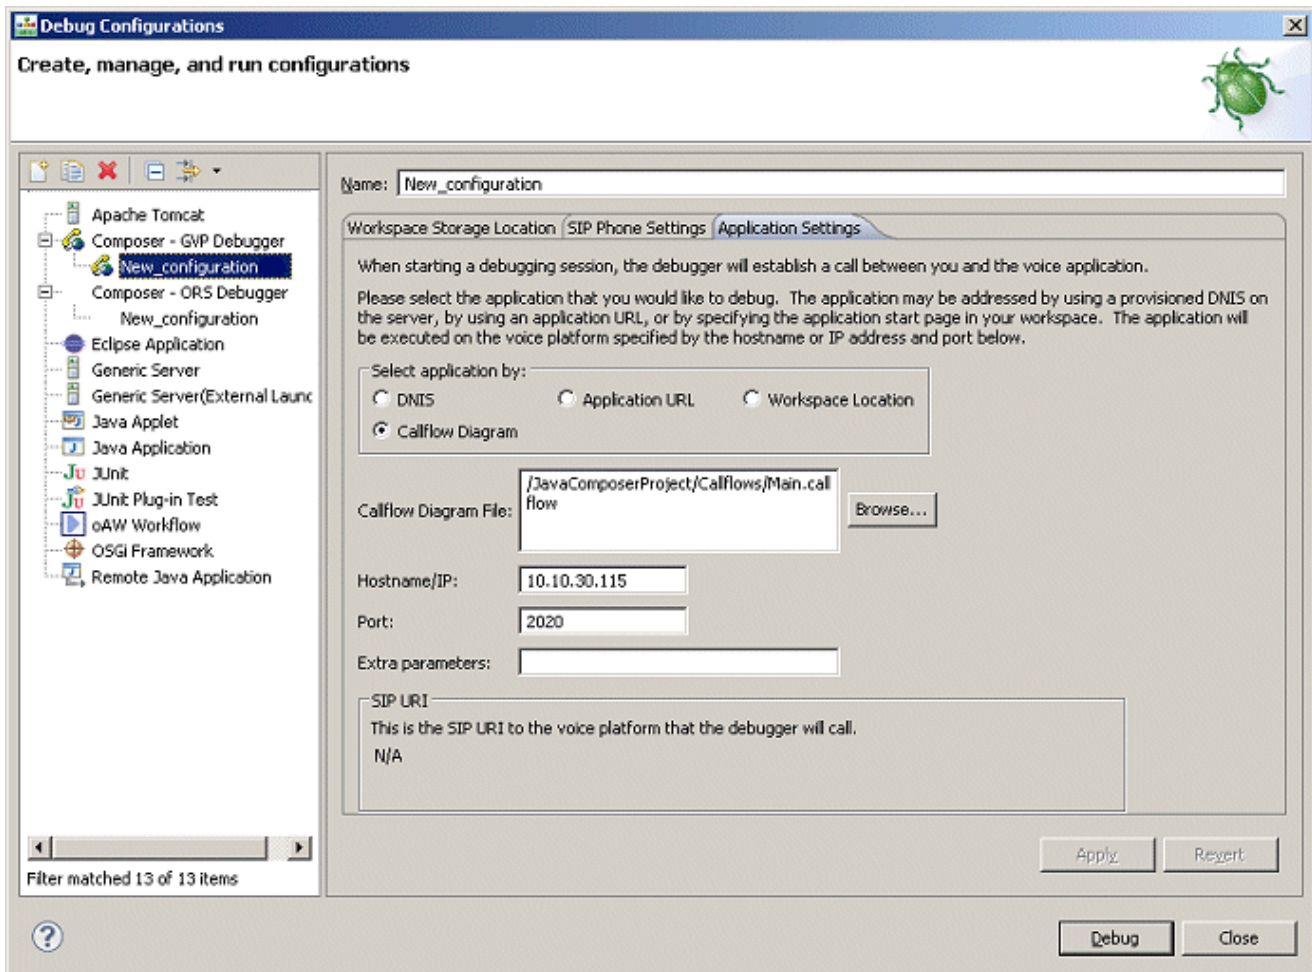 Debug Configurations
Create, manage, and run configurations
Apache Tomcat
Composer - GVP Debugger
New_configuration
Composer - ORS Debugger
New_configuration
Eclipse Application
Generic Server
Generic Server(External Launc
Java Applet
Java Application
JUnit
JUnit Plug-in Test
oAW Workflow
OSGi Framework
Remote Java Application
Filter matched 13 of 13 items
Name: New_configuration
Workspace Storage Location SIP Phone Settings Application Settings
When starting a debugging session, the debugger will establish a call between you and the voice application.
Please select the application that you would like to debug. The application may be addressed by using a provisioned DNIS on
the server, by using an application URL, or by specifying the application start page in your workspace. The application will
be executed on the voice platform specified by the hostname or IP address and port below.
Select application by:
DNIS Application URL Workspace Location
Callflow Diagram
Callflow Diagram File: /JavaComposerProject/Callflows/Main.cal
flow
Browse...
Hostname/IP: 10.10.30.115
Port: 2020
Extra parameters:
SIP URI
This is the SIP URI to the voice platform that the debugger will call.
N/A
Apply Revert
Debug Close